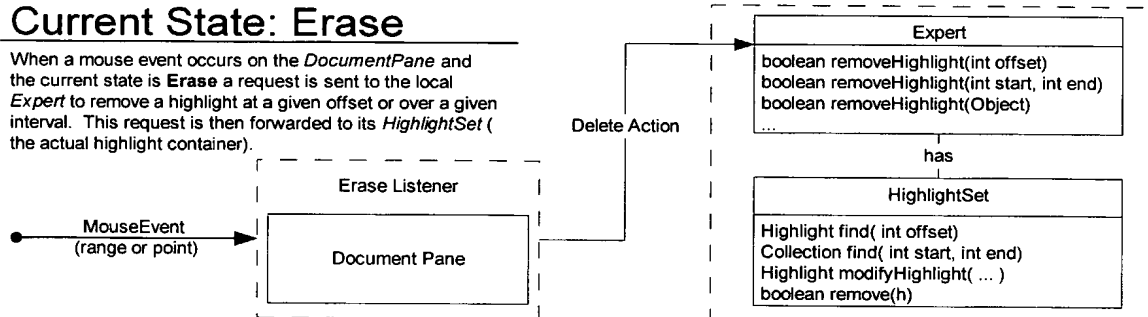 Current State: Erase
When a mouse event occurs on the DocumentPane and
the current state is Erase a request is sent to the local
Expert to remove a highlight at a given offset or over a given
interval. This request is then forwarded to its HighlightSet (
the actual highlight container).
MouseEvent
(range or point)
Erase Listener
Document Pane
Delete Action
Expert
boolean removeHighlight(int offset)
boolean removeHighlight(int start, int end)
boolean removeHighlight(Object)
...
has
HighlightSet
Highlight find( int offset)
Collection find( int start, int end)
Highlight modifyHighlight( ... )
boolean remove(h)